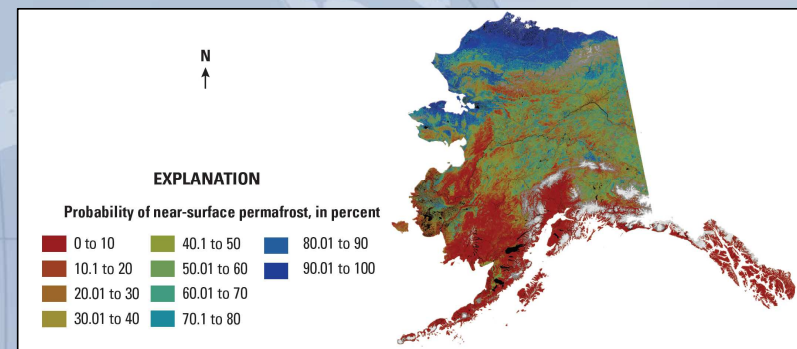 N
EXPLANATION
Probability of near-surface permafrost, in percent
0 to 10
10.1 to 20
20.01 to 30
30.01 to 40
40.1 to 50
50.01 to 60
60.01 to 70
70.1 to 80
80.01 to 90
90.01 to 100